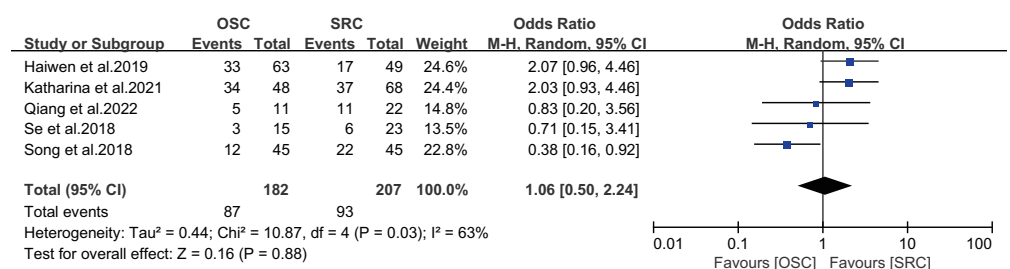 OSC SRC Odds Ratio Odds Ratio
Study or Subgroup Events Total Events Total Weight M-H, Random, 95% CI M-H, Random, 95% CI
Haiwen et al.2019 33 63 17 49 24.6% 2.07 [0.96, 4.46]
Katharina et al.2021 34 48 37 68 24.4% 2.03 [0.93, 4.46]
Qiang et al.2022 5 11 11 22 14.8% 0.83 [0.20, 3.56]
Se et al.2018 3 15 6 23 13.5% 0.71 [0.15, 3.41]
Song et al.2018 12 45 22 45 22.8% 0.38 [0.16, 0.92]
Total (95% CI) 182 207 100.0% 1.06 [0.50, 2.24]
Total events 87 93
Heterogeneity: Tau² = 0.44; Chi² = 10.87, df = 4 (P = 0.03); I² = 63%
Test for overall effect: Z = 0.16 (P = 0.88)
0.01 0.1 1 10 100
Favours [OSC] Favours [SRC]